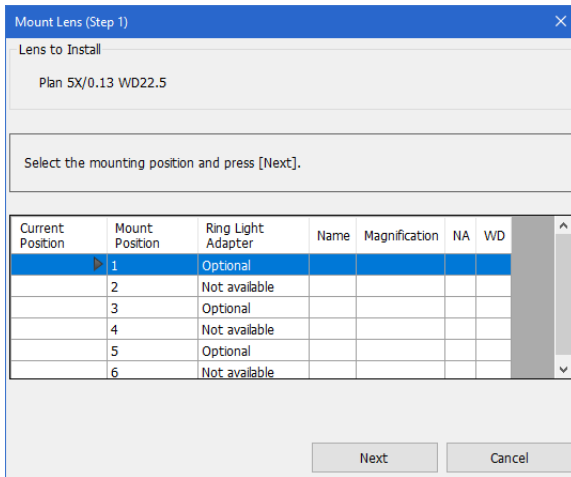 Mount Lens (Step 1)
Lens to Install
Plan 5X/0.13 WD22.5
Select the mounting position and press [Next].
Current Position Mount Position Ring Light Adapter Name Magnification NA WD
1 Optional
2 Not available
3 Optional
4 Not available
5 Optional
6 Not available
Next Cancel